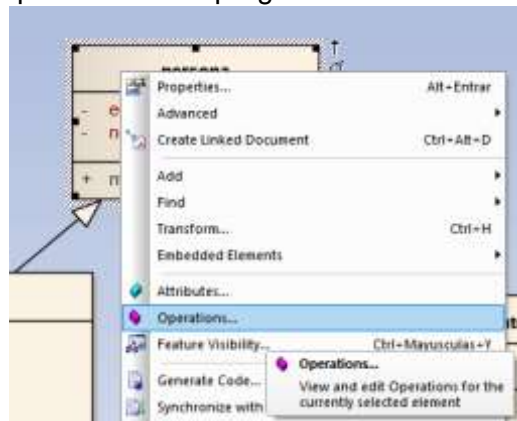 persona
- e
- n
+ n
Properties... Alt+Entrar
Advanced
Create Linked Document Ctrl+Alt+D
Add
Find
Transform... Ctrl+H
Embedded Elements
Attributes...
Operations...
Feature Visibility... Ctrl+Mayusculas+Y
Operations...
View and edit Operations for the
currently selected element
Generate Code...
Synchronize with